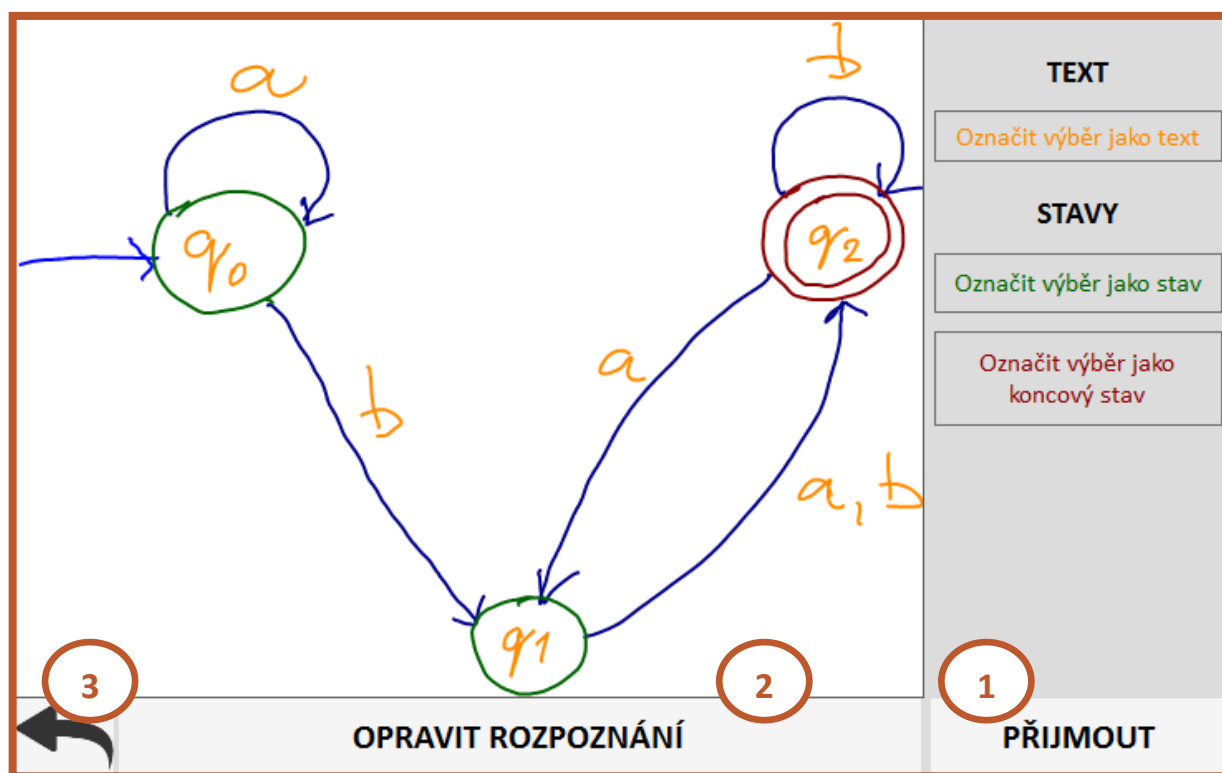 a
b
q0
q2
a
b
a, b
q1
TEXT
Označit výběr jako text
STAVY
Označit výběr jako stav
Označit výběr jako
koncový stav
3
2
1
OPRAVIT ROZPOZNÁNÍ
PŘIJMOUT